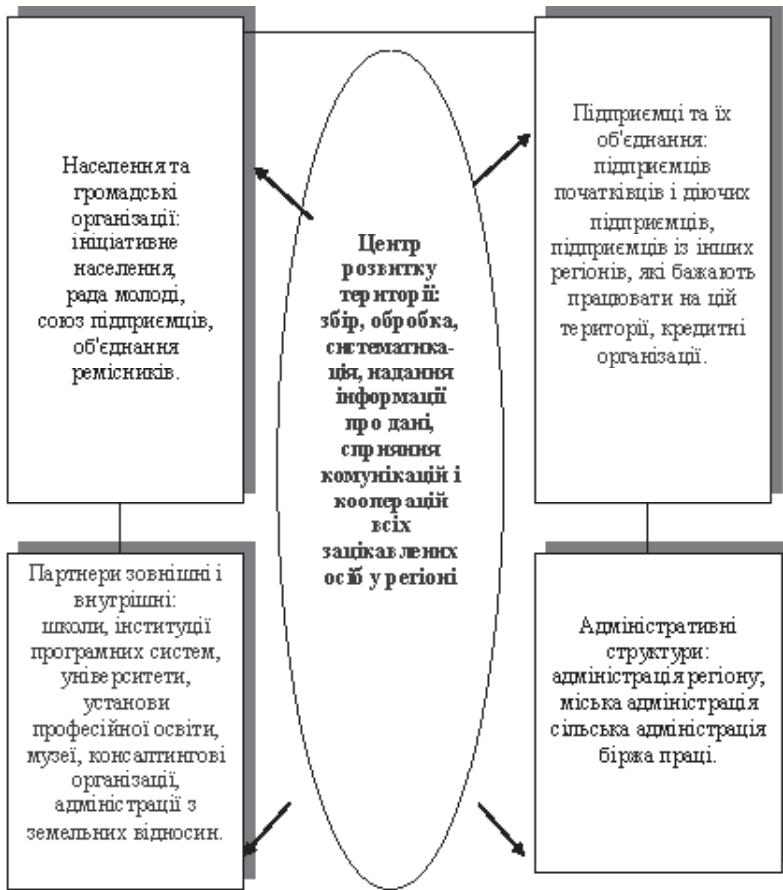 Населення та
громадські
організації:
ініціативне
населення,
рада молоді,
союз підприємців,
об'єднання
ремісників.
Центр
розвитку
території:
збір, обробка,
систематика-
ція, надання
інформації
про дані,
сприяння
комунікацій і
кооперацій
всіх
зацікавлених
осіб у регіоні
Підприємці та їх
об'єднання:
підприємців
початківців і діючих
підприємців,
підприємців із інших
регіонів, які бажають
працювати на цій
території, кредитні
організації.
Партнери зовнішні і
внутрішні:
школи, інституції
програмних систем,
університети,
установи
професійної освіти,
музеї, консалтингові
організації,
адміністрації з
земельних відносин.
Адміністративні
структури:
адміністрація регіону,
міська адміністрація
сільська адміністрація
біржа праці.